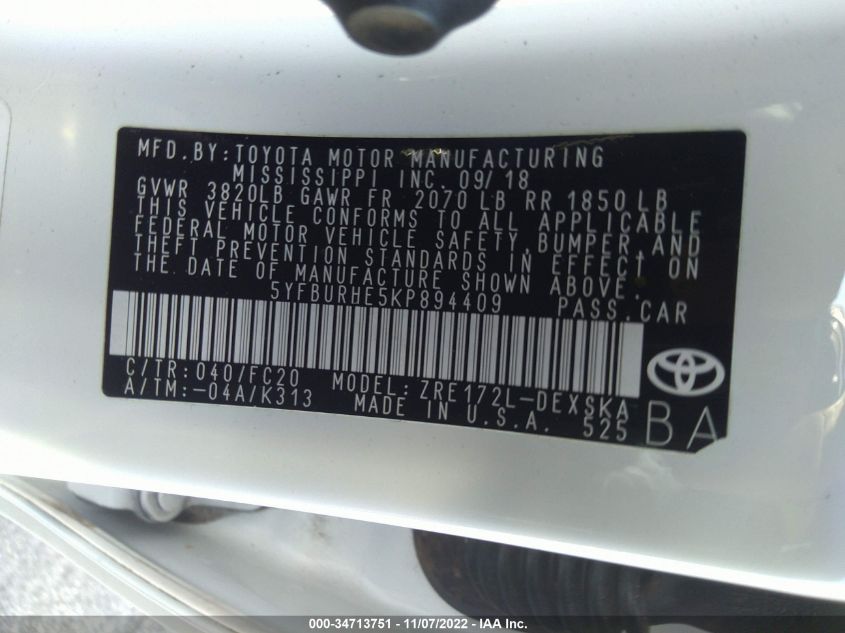 MFD. BY: TOYOTA MOTOR MANUFACTURING
MISSISSIPPI INC. 09/18
GVWR 3820LB GAWR FR 2070 LB RR 1850 LB
THIS VEHICLE CONFORMS TO ALL APPLICABLE
FEDERAL MOTOR VEHICLE SAFETY, BUMPER, AND
THEFT PREVENTION STANDARDS IN EFFECT ON
THE DATE OF MANUFACTURE SHOWN ABOVE.
5YFBURHE5KP894409 PASS. CAR
C/TR: 040/FC20 MODEL: ZRE172L-DEXSKA
A/TM: -04A/K313 MADE IN U.S.A. 525
BA
000-34713751 - 11/07/2022 - IAA Inc.